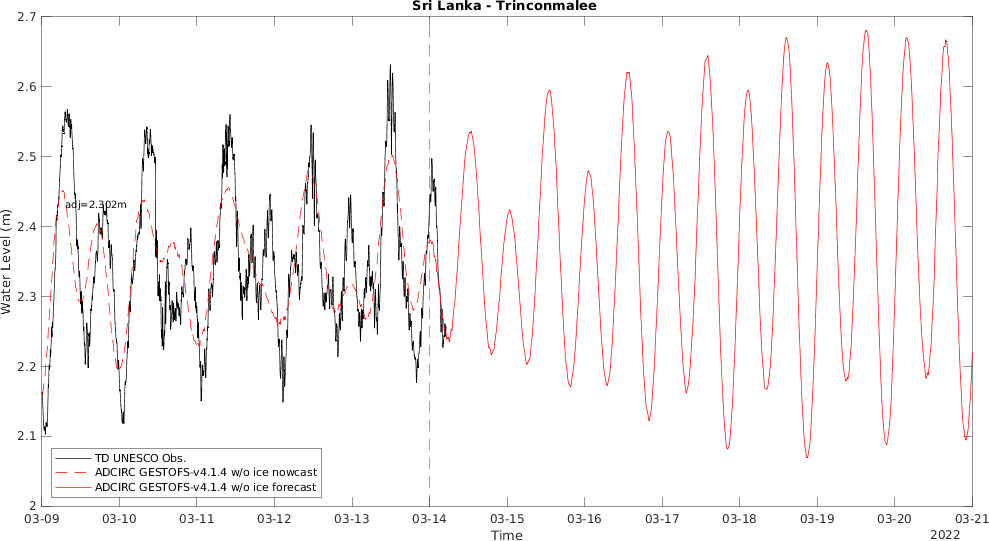 Sri Lanka - Trinconmalee
2.7
2.6
2.5
2.4
2.3
2.2
2.1
2
Water Level (m)
adj=2.302m
TD UNESCO Obs.
ADCIRC GESTOFS-v4.1.4 w/o ice nowcast
ADCIRC GESTOFS-v4.1.4 w/o ice forecast
03-09 03-10 03-11 03-12 03-13 03-14 03-15 03-16 03-17 03-18 03-19 03-20 03-21
Time
2022